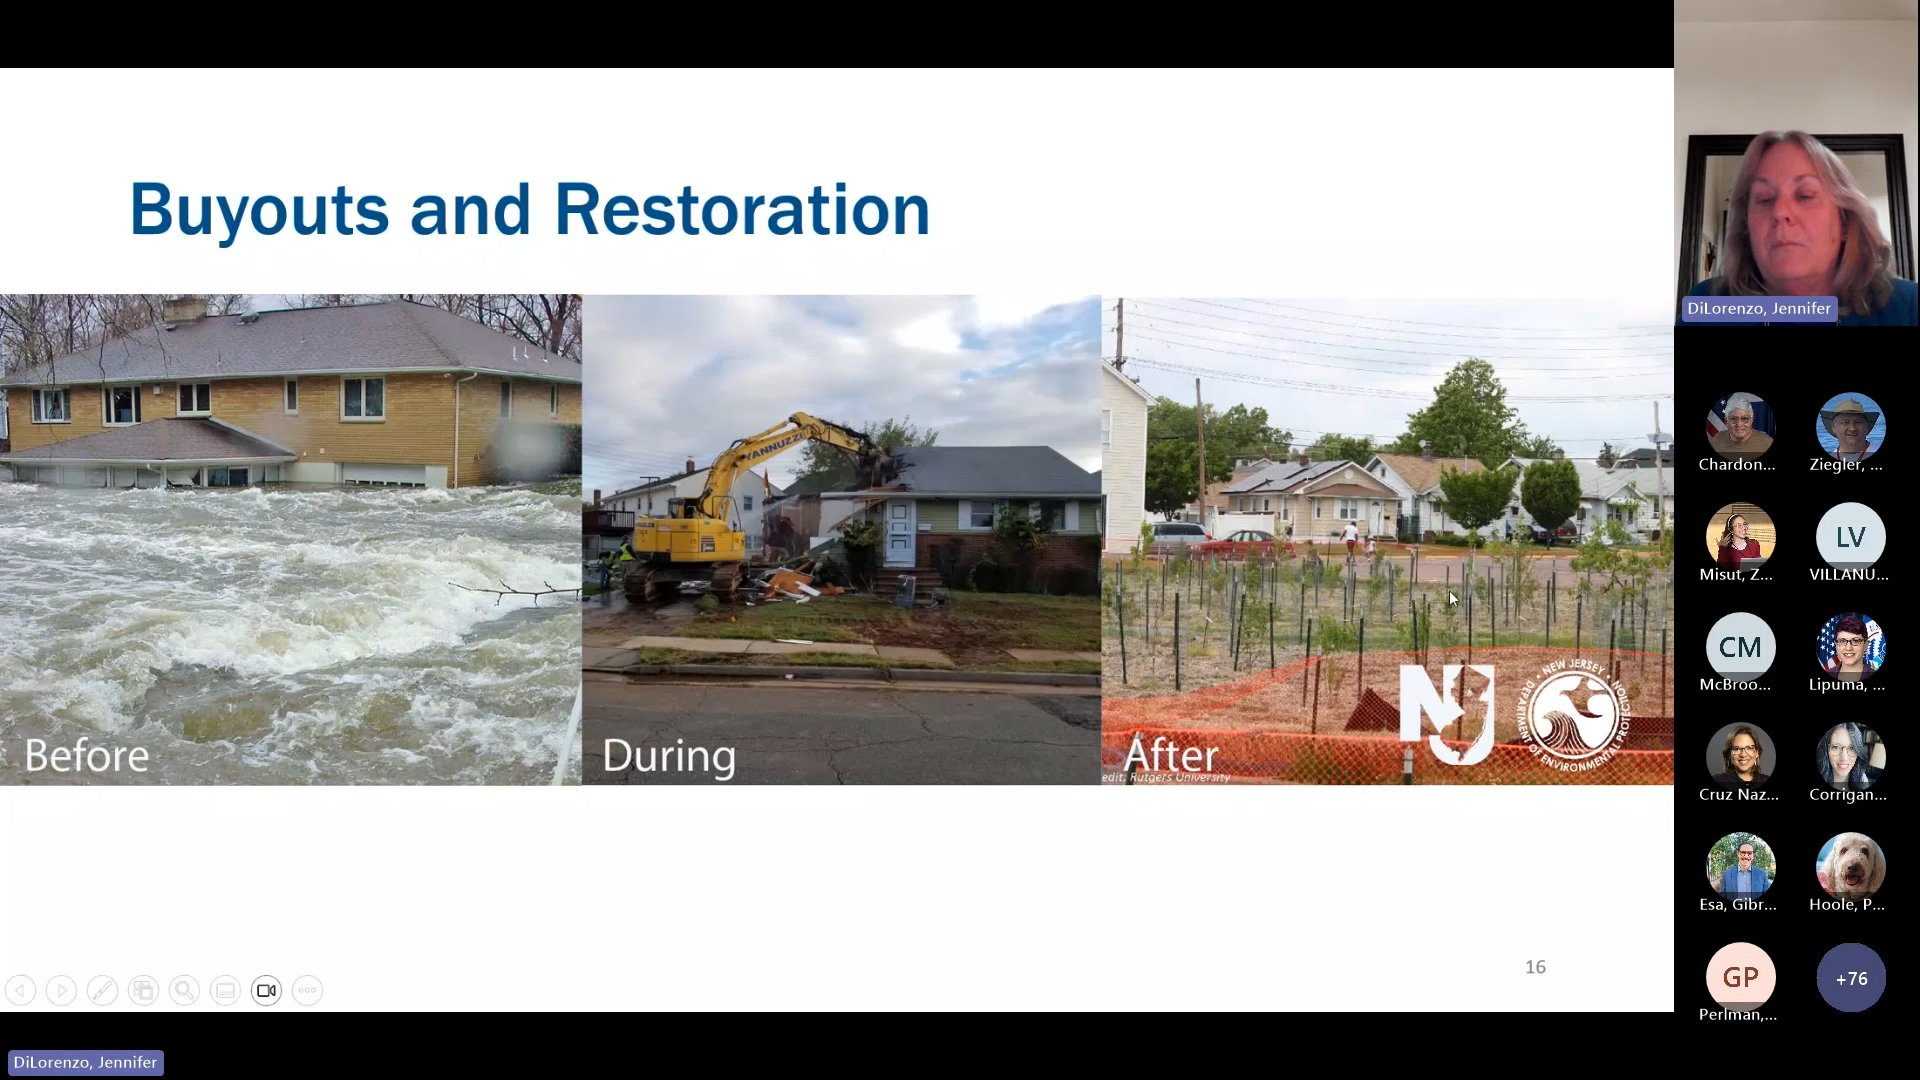 Buyouts and Restoration
Before
During
After
edit: Rutgers University
YANNUZZI
NJ
NEW JERSEY
DEPARTMENT OF ENVIRONMENTAL PROTECTION
16
DiLorenzo, Jennifer
DiLorenzo, Jennifer
Chardon...
Ziegler, ...
Misut, Z...
LV
VILLANU...
CM
McBroo...
Lipuma, ...
Cruz Naz...
Corrigan...
Esa, Gibr...
Hoole, P...
GP
Perlman,...
+76